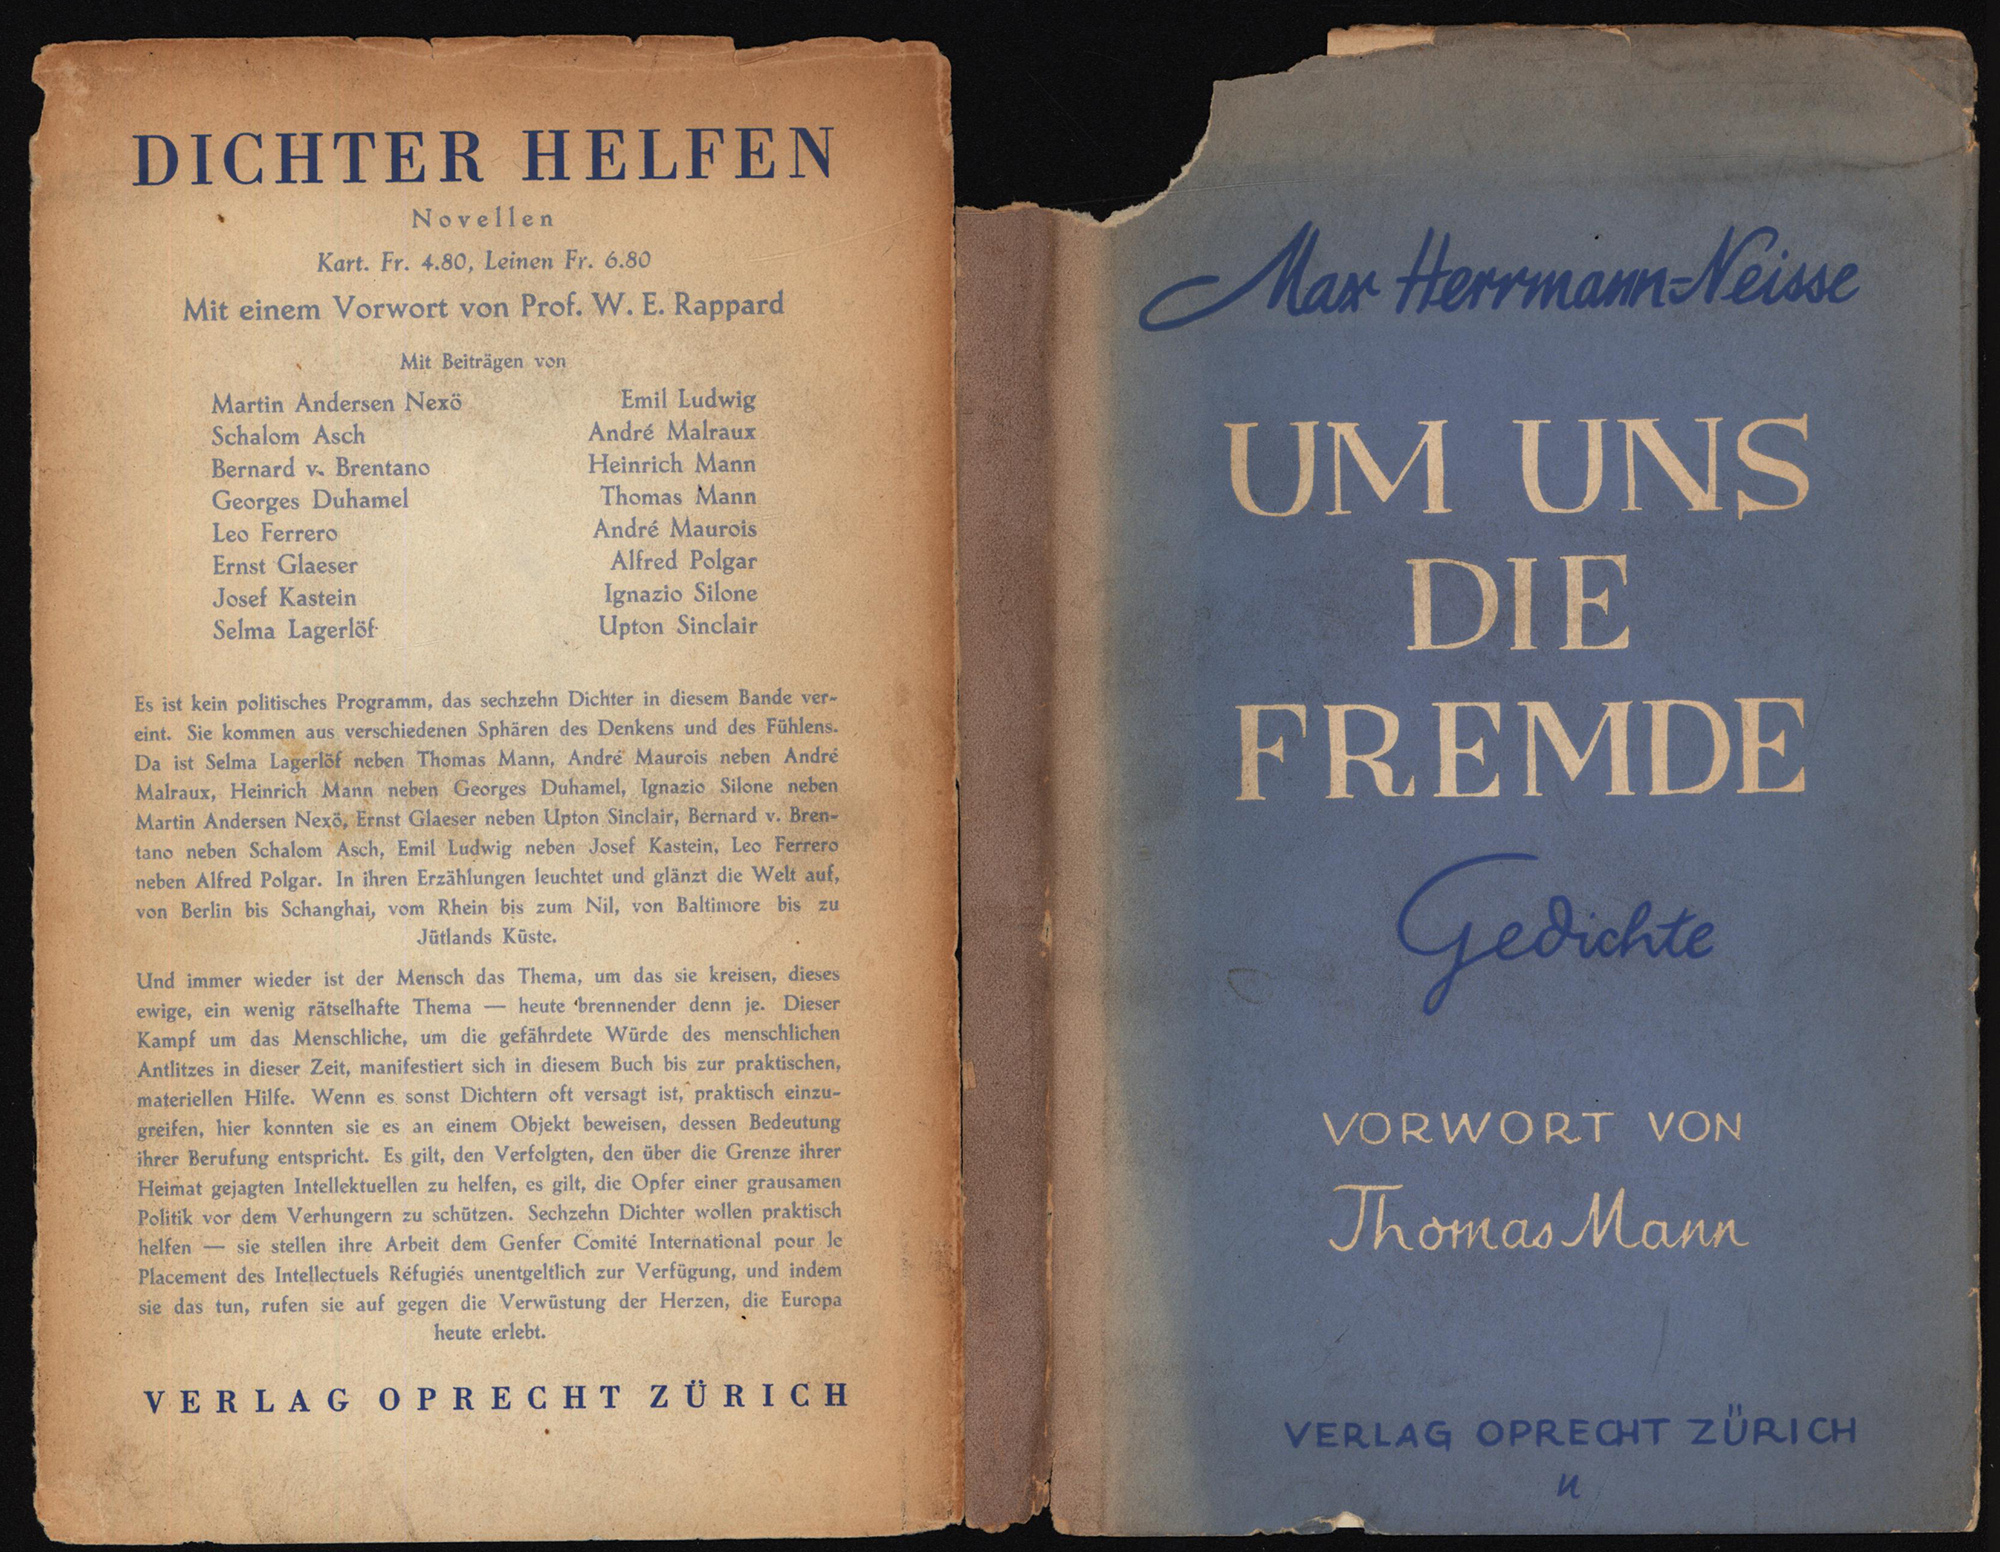 DICHTER HELFEN
Novellen
Kart. Fr. 4.80, Leinen Fr. 6.80
Mit einem Vorwort von Prof. W. E. Rappard
Mit Beiträgen von
Martin Andersen Nexö
Schalom Asch
Bernard v. Brentano
Georges Duhamel
Leo Ferrero
Ernst Glaeser
Josef Kastein
Selma Lagerlöf
Emil Ludwig
André Malraux
Heinrich Mann
Thomas Mann
André Maurois
Alfred Polgar
Ignazio Silone
Upton Sinclair
Es ist kein politisches Programm, das sechzehn Dichter in diesem Bande ver-
eint. Sie kommen aus verschiedenen Sphären des Denkens und des Fühlens.
Da ist Selma Lagerlöf neben Thomas Mann, André Maurois neben André
Malraux, Heinrich Mann neben Georges Duhamel, Ignazio Silone neben
Martin Andersen Nexö, Ernst Glaeser neben Upton Sinclair, Bernard v. Bren-
tano neben Schalom Asch, Emil Ludwig neben Josef Kastein, Leo Ferrero
neben Alfred Polgar. In ihren Erzählungen leuchtet und glänzt die Welt auf,
von Berlin bis Schanghai, vom Rhein bis zum Nil, von Baltimore bis zu
Jütlands Küste.
Und immer wieder ist der Mensch das Thema, um das sie kreisen, dieses
ewige, ein wenig rätselhafte Thema — heute brennender denn je. Dieser
Kampf um das Menschliche, um die gefährdete Würde des menschlichen
Antlitzes in dieser Zeit, manifestiert sich in diesem Buch bis zur praktischen,
materiellen Hilfe. Wenn es sonst Dichtern oft versagt ist, praktisch einzu-
greifen, hier konnten sie es an einem Objekt beweisen, dessen Bedeutung
ihrer Berufung entspricht. Es gilt, den Verfolgten, den über die Grenze ihrer
Heimat gejagten Intellektuellen zu helfen, es gilt, die Opfer einer grausamen
Politik vor dem Verhungern zu schützen. Sechzehn Dichter wollen praktisch
helfen — sie stellen ihre Arbeit dem Genfer Comité International pour le
Placement des Intellectuels Réfugiés unentgeltlich zur Verfügung, und indem
sie das tun, rufen sie auf gegen die Verwüstung der Herzen, die Europa
heute erlebt.
VERLAG OPRECHT ZÜRICH
Max Herrmann-Neisse
UM UNS
DIE
FREMDE
Gedichte
VORWORT VON
Thomas Mann
VERLAG OPRECHT ZÜRICH